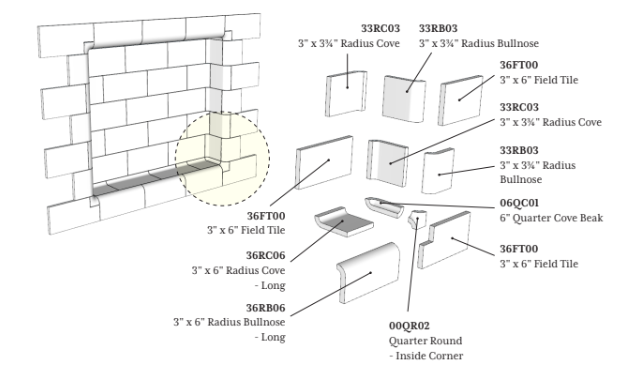 33RC03
3" x 3¾" Radius Cove
33RB03
3" x 3¾" Radius Bullnose
36FT00
3" x 6" Field Tile
33RC03
3" x 3¾" Radius Cove
33RB03
3" x 3¾" Radius
Bullnose
06QC01
6" Quarter Cove Beak
36FT00
3" x 6" Field Tile
36FT00
3" x 6" Field Tile
36RC06
3" x 6" Radius Cove
- Long
36RB06
3" x 6" Radius Bullnose
- Long
00QR02
Quarter Round
- Inside Corner